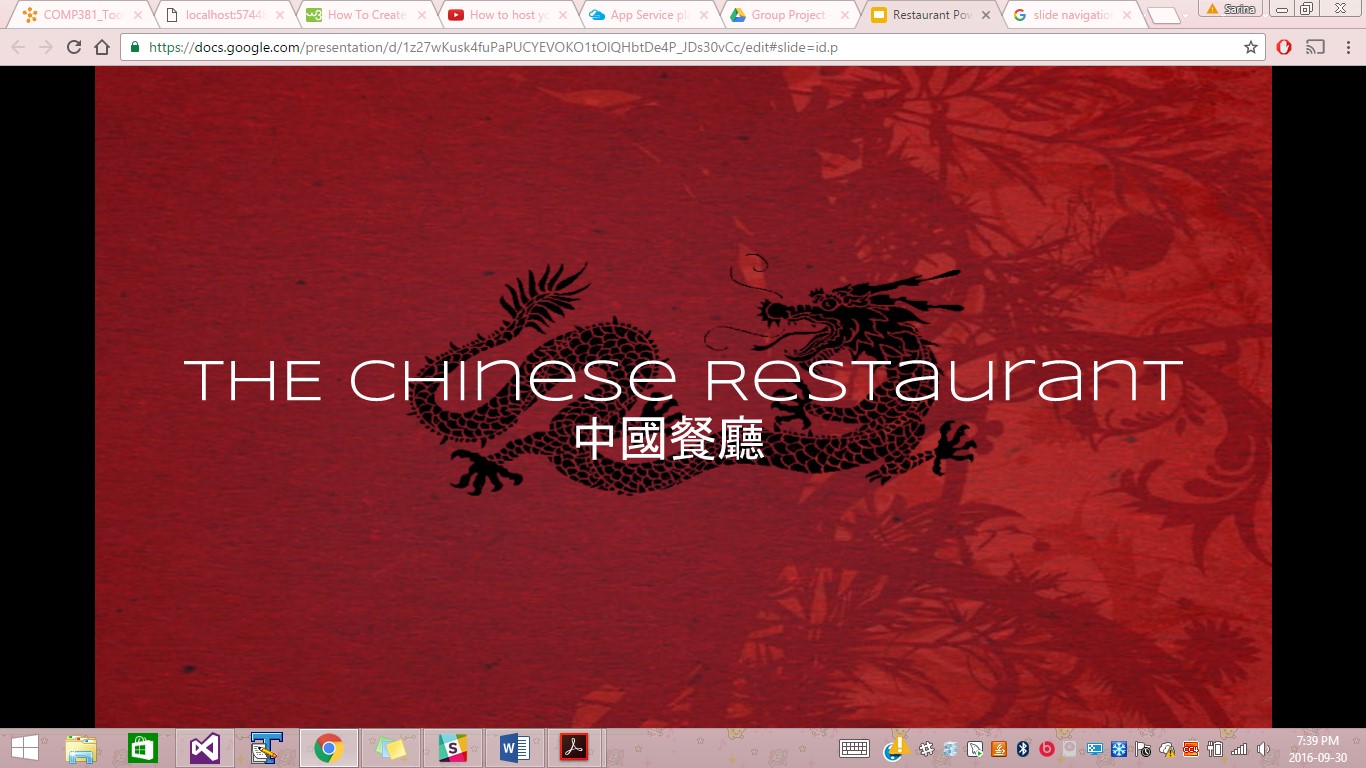 COMP381_Too
localhost:5744
How To Create
How to host yo
App Service pl
Group Project
Restaurant Pow
slide navigation
Sarina
https://docs.google.com/presentation/d/1z27wKusk4fuPaPUCYEVOKO1tOIQHbtDe4P_JDs30vCc/edit#slide=id.p
THE CHINESE RESTAURANT
中國餐廳
7:39 PM
2016-09-30